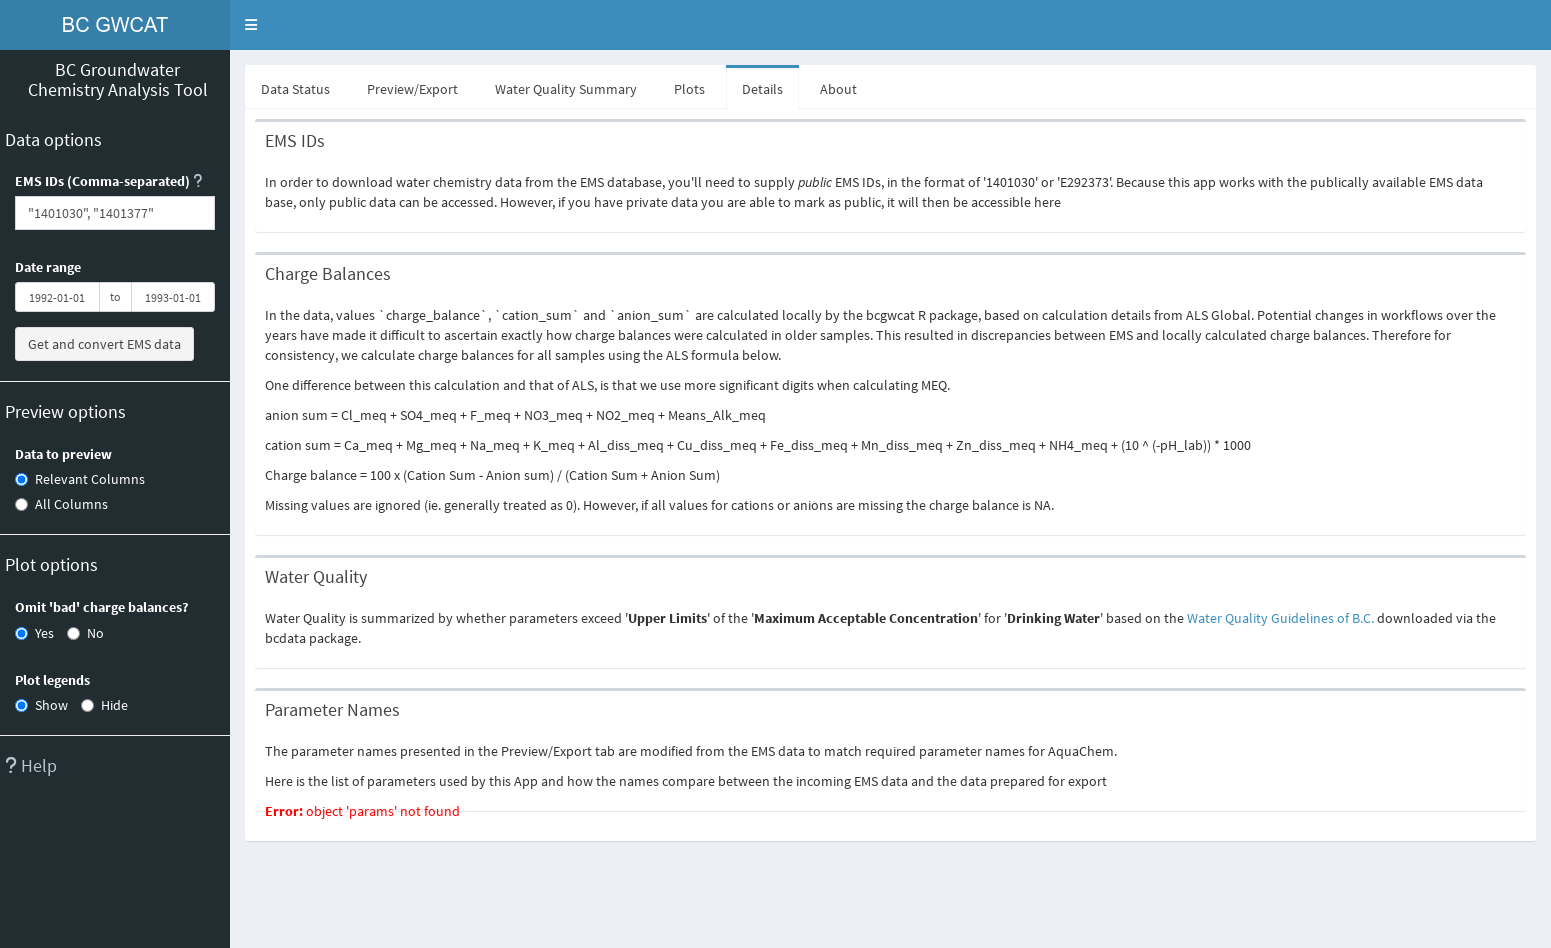 BC GWCAT
BC Groundwater
Chemistry Analysis Tool
Data options
EMS IDs (Comma-separated) ?
"1401030", "1401377"
Date range
1992-01-01 to 1993-01-01
Get and convert EMS data
Preview options
Data to preview
Relevant Columns
All Columns
Plot options
Omit 'bad' charge balances?
Yes No
Plot legends
Show Hide
? Help
Data Status Preview/Export Water Quality Summary Plots Details About
EMS IDs
In order to download water chemistry data from the EMS database, you'll need to supply public EMS IDs, in the format of '1401030' or 'E292373'. Because this app works with the publically available EMS data
base, only public data can be accessed. However, if you have private data you are able to mark as public, it will then be accessible here
Charge Balances
In the data, values `charge_balance`, `cation_sum` and `anion_sum` are calculated locally by the bcgwcat R package, based on calculation details from ALS Global. Potential changes in workflows over the
years have made it difficult to ascertain exactly how charge balances were calculated in older samples. This resulted in discrepancies between EMS and locally calculated charge balances. Therefore for
consistency, we calculate charge balances for all samples using the ALS formula below.
One difference between this calculation and that of ALS, is that we use more significant digits when calculating MEQ.
anion sum = Cl_meq + SO4_meq + F_meq + NO3_meq + NO2_meq + Means_Alk_meq
cation sum = Ca_meq + Mg_meq + Na_meq + K_meq + Al_diss_meq + Cu_diss_meq + Fe_diss_meq + Mn_diss_meq + Zn_diss_meq + NH4_meq + (10 ^ (-pH_lab)) * 1000
Charge balance = 100 x (Cation Sum - Anion sum) / (Cation Sum + Anion Sum)
Missing values are ignored (ie. generally treated as 0). However, if all values for cations or anions are missing the charge balance is NA.
Water Quality
Water Quality is summarized by whether parameters exceed 'Upper Limits' of the 'Maximum Acceptable Concentration' for 'Drinking Water' based on the Water Quality Guidelines of B.C. downloaded via the
bcdata package.
Parameter Names
The parameter names presented in the Preview/Export tab are modified from the EMS data to match required parameter names for AquaChem.
Here is the list of parameters used by this App and how the names compare between the incoming EMS data and the data prepared for export
Error: object 'params' not found